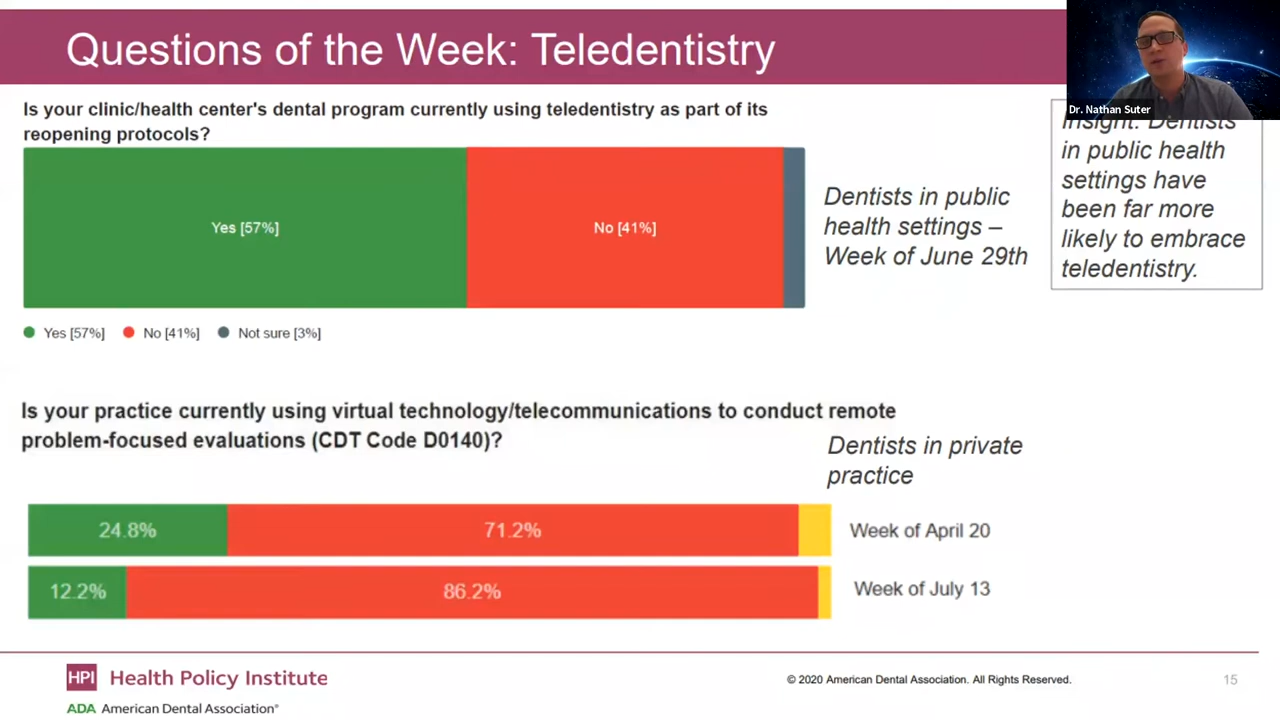 Questions of the Week: Teledentistry
Dr. Nathan Suter
Is your clinic/health center's dental program currently using teledentistry as part of its
reopening protocols?
Yes [57%]
No [41%]
Dentists in public
health settings –
Week of June 29th
Insight: Dentists
in public health
settings have
been far more
likely to embrace
teledentistry.
Yes [57%] No [41%] Not sure [3%]
Is your practice currently using virtual technology/telecommunications to conduct remote
problem-focused evaluations (CDT Code D0140)?
Dentists in private
practice
24.8% 71.2% Week of April 20
12.2% 86.2% Week of July 13
HPI Health Policy Institute
ADA American Dental Association®
© 2020 American Dental Association. All Rights Reserved.
15